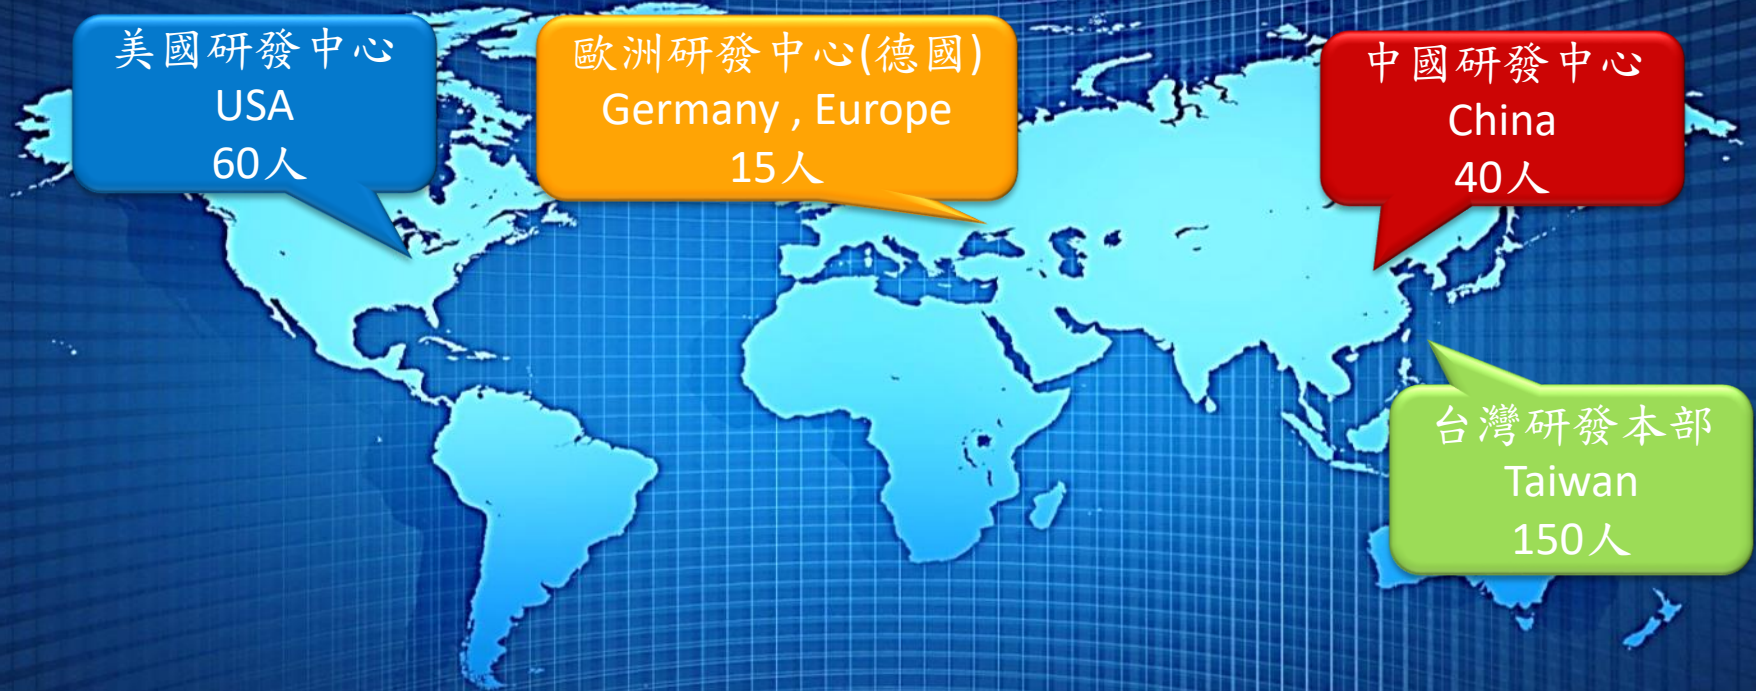 美國研發中心
USA
60人
歐洲研發中心(德國)
Germany , Europe
15人
中國研發中心
China
40人
台灣研發本部
Taiwan
150人